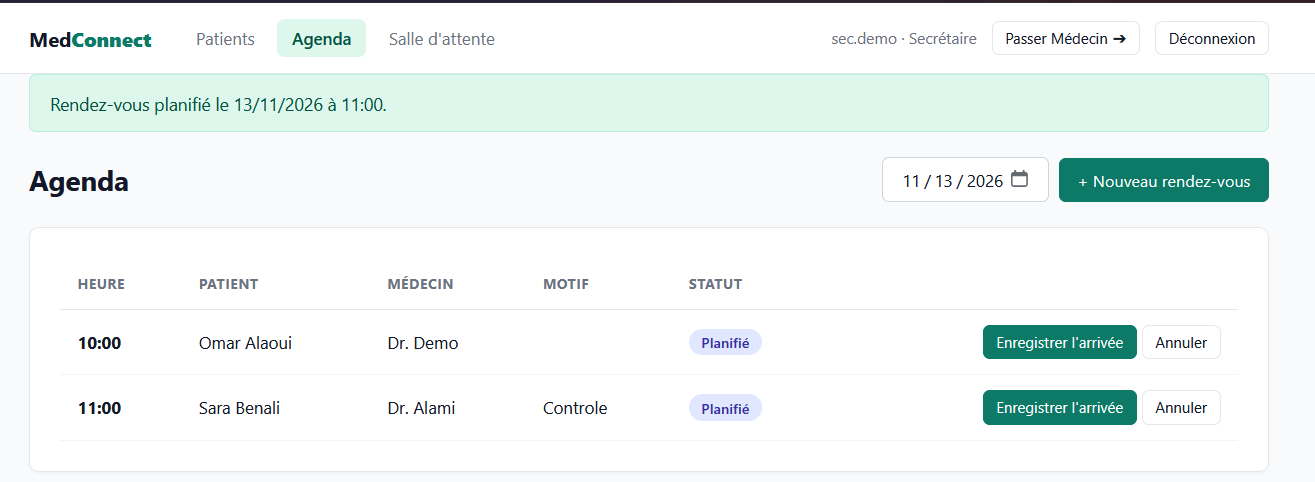 MedConnect Patients Agenda Salle d'attente sec.demo · Secrétaire Passer Médecin ➔ Déconnexion
Rendez-vous planifié le 13/11/2026 à 11:00.
Agenda 11 / 13 / 2026 + Nouveau rendez-vous
HEURE PATIENT MÉDECIN MOTIF STATUT
10:00 Omar Alaoui Dr. Demo Planifié Enregistrer l'arrivée Annuler
11:00 Sara Benali Dr. Alami Controle Planifié Enregistrer l'arrivée Annuler